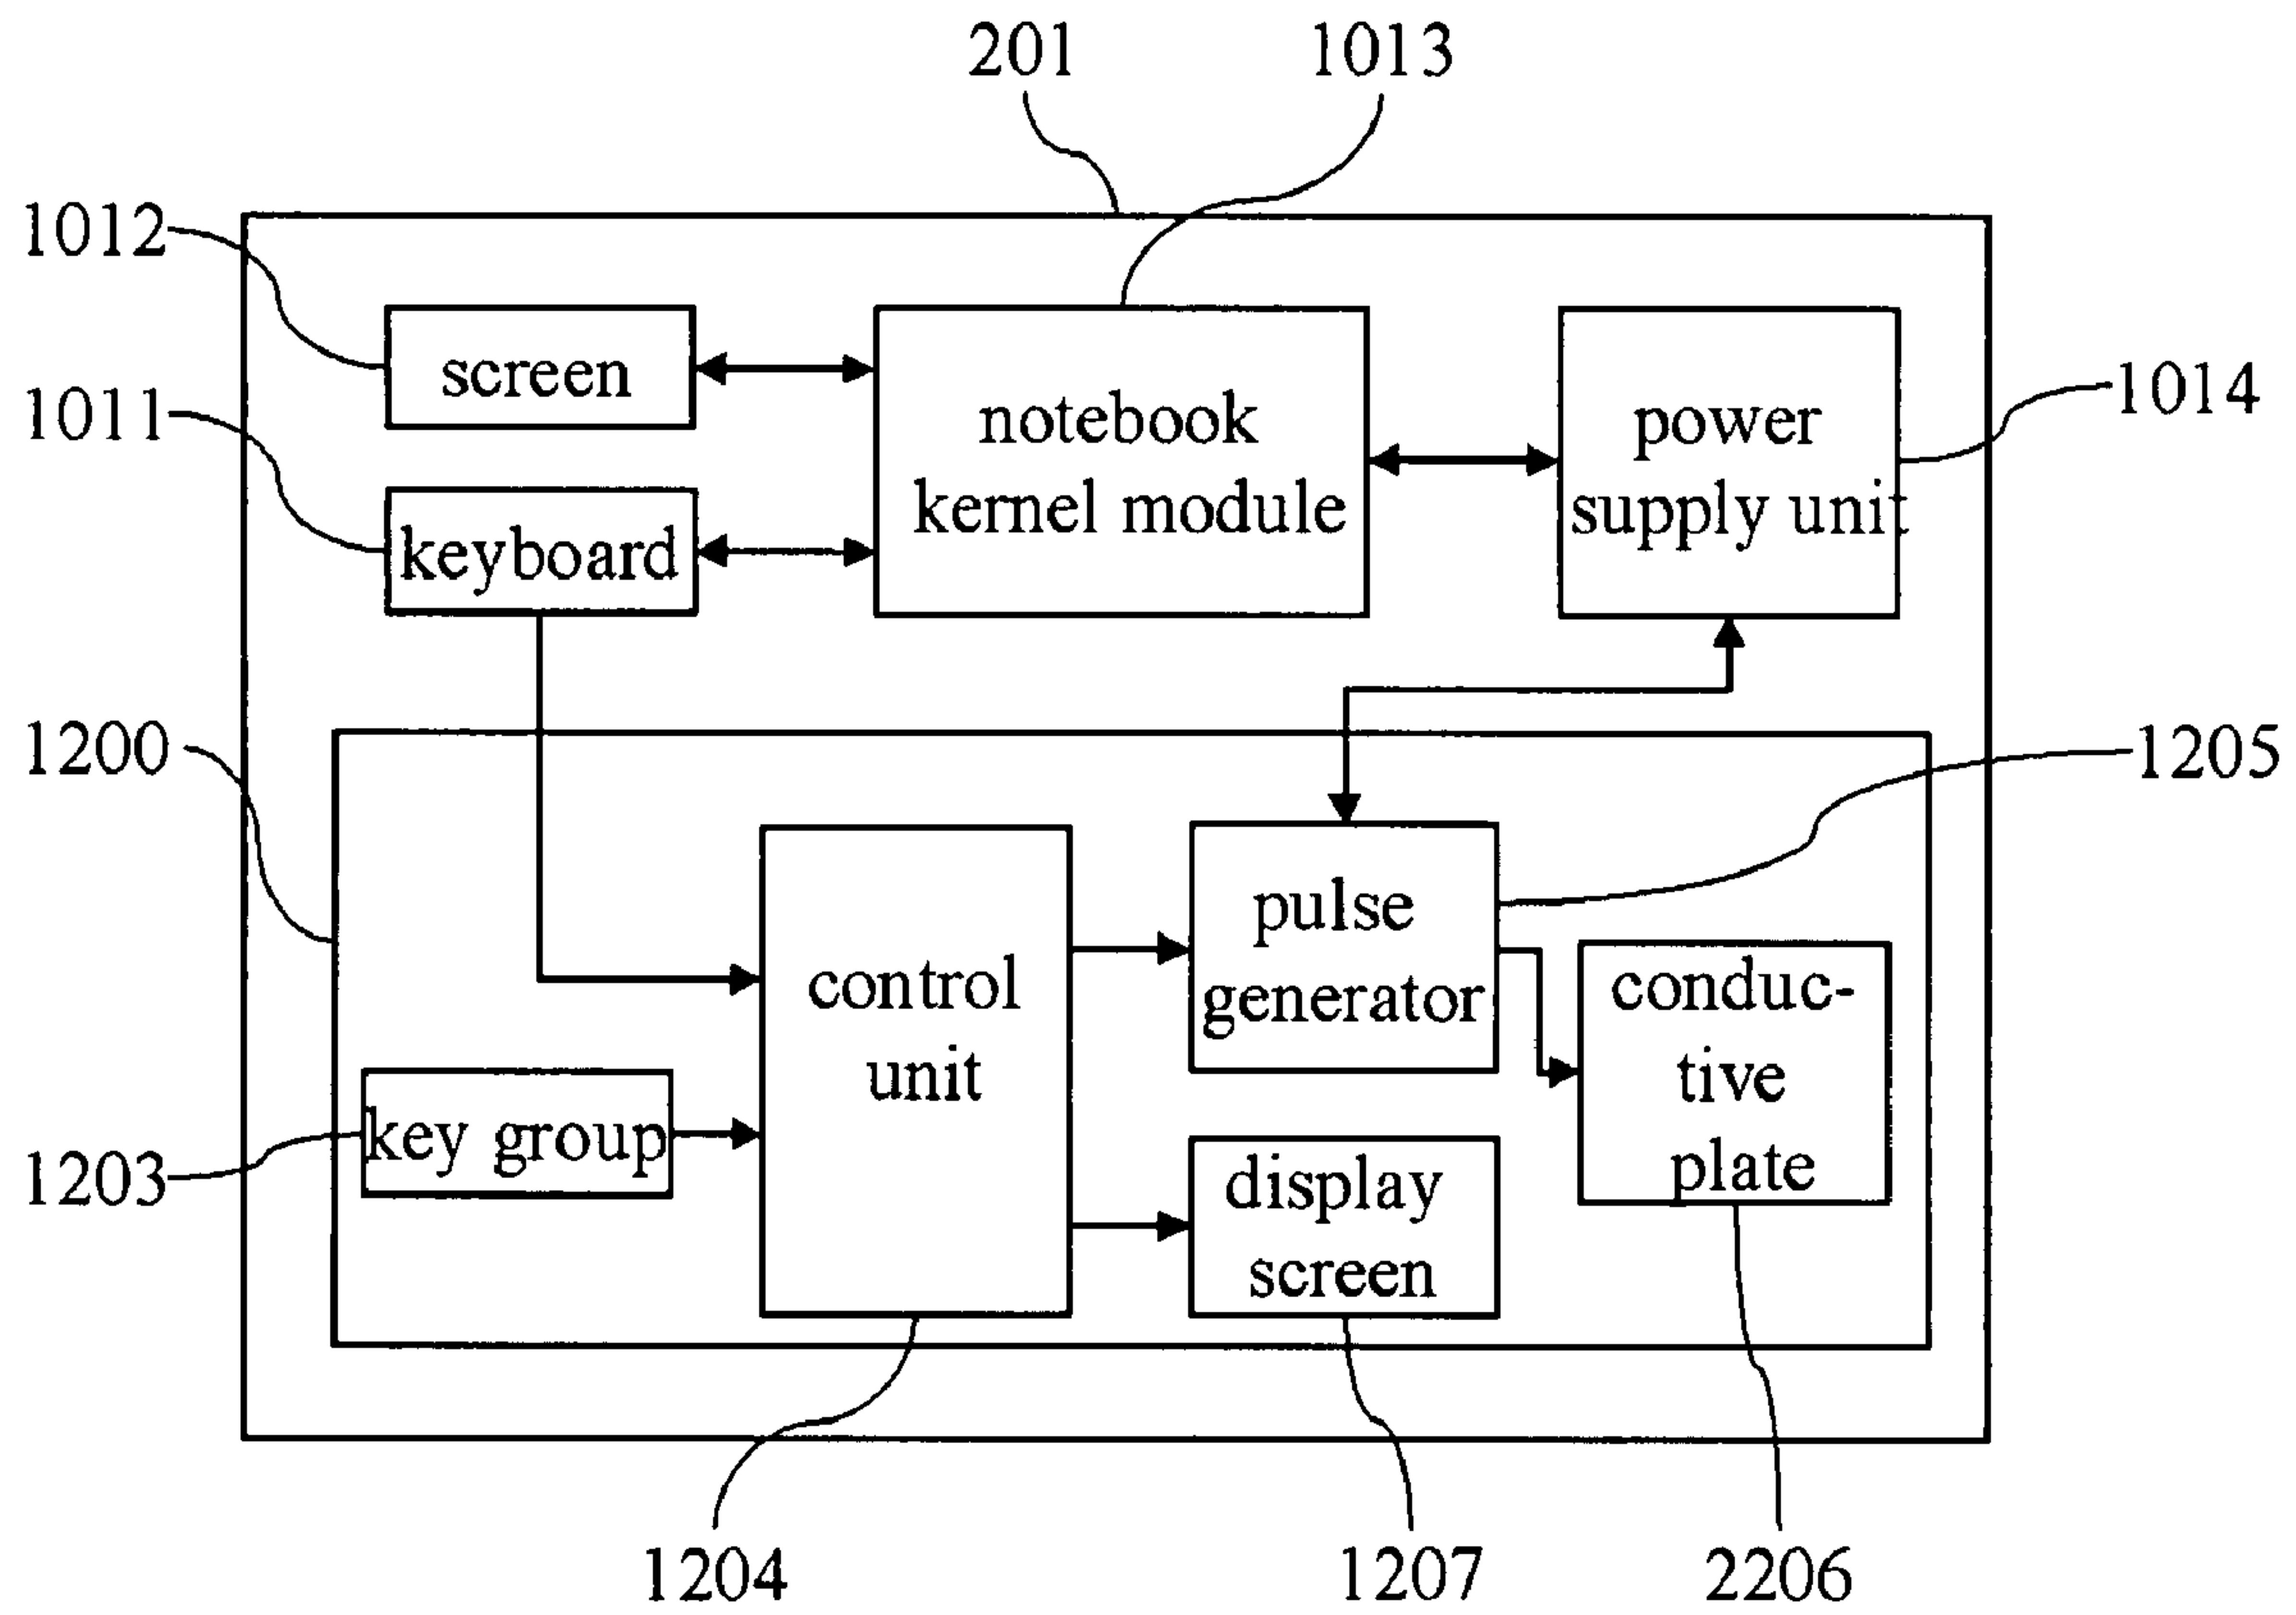 201
1013
1012
screen
1011
keyboard
notebook
kernel module
power
supply unit
1014
1200
1205
pulse
generator
control
unit
conduc-
tive
plate
key group
1203
display
screen
1204
1207
2206